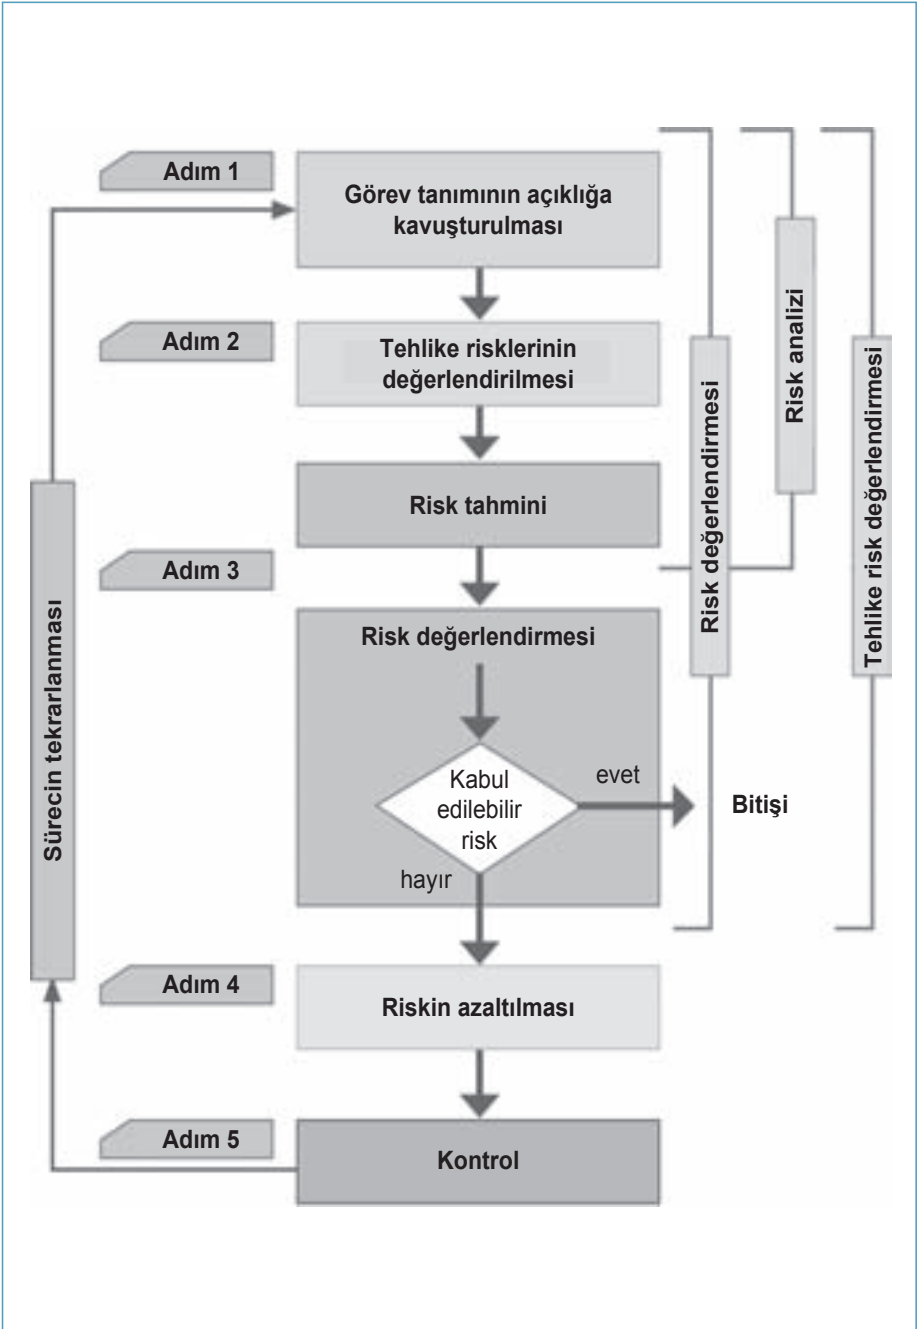 Adım 1
Görev tanımının açıklığa
kavuşturulması
Adım 2
Tehlike risklerinin
değerlendirilmesi
Risk tahmini
Adım 3
Risk değerlendirmesi
Kabul
edilebilir
risk
evet
Bitişi
hayır
Adım 4
Riskin azaltılması
Adım 5
Kontrol
Sürecin tekrarlanması
Risk değerlendirmesi
Risk analizi
Tehlike risk değerlendirmesi